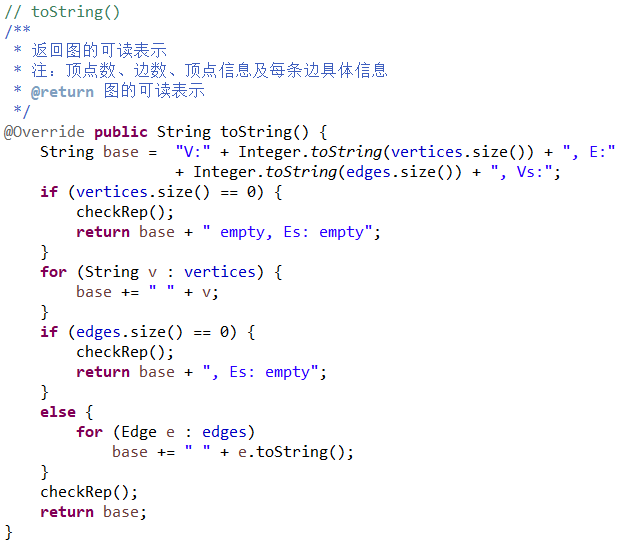 // toString()
/**
 * 返回图的可读表示
 * 注：顶点数、边数、顶点信息及每条边具体信息
 * @return 图的可读表示
 */
@Override public String toString() {
    String base =  "V:" + Integer.toString(vertices.size()) + ", E:"
                   + Integer.toString(edges.size()) + ", Vs:";
    if (vertices.size() == 0) {
        checkRep();
        return base + " empty, Es: empty";
    }
    for (String v : vertices) {
        base += " " + v;
    }
    if (edges.size() == 0) {
        checkRep();
        return base + ", Es: empty";
    }
    else {
        for (Edge e : edges)
            base += " " + e.toString();
    }
    checkRep();
    return base;
}